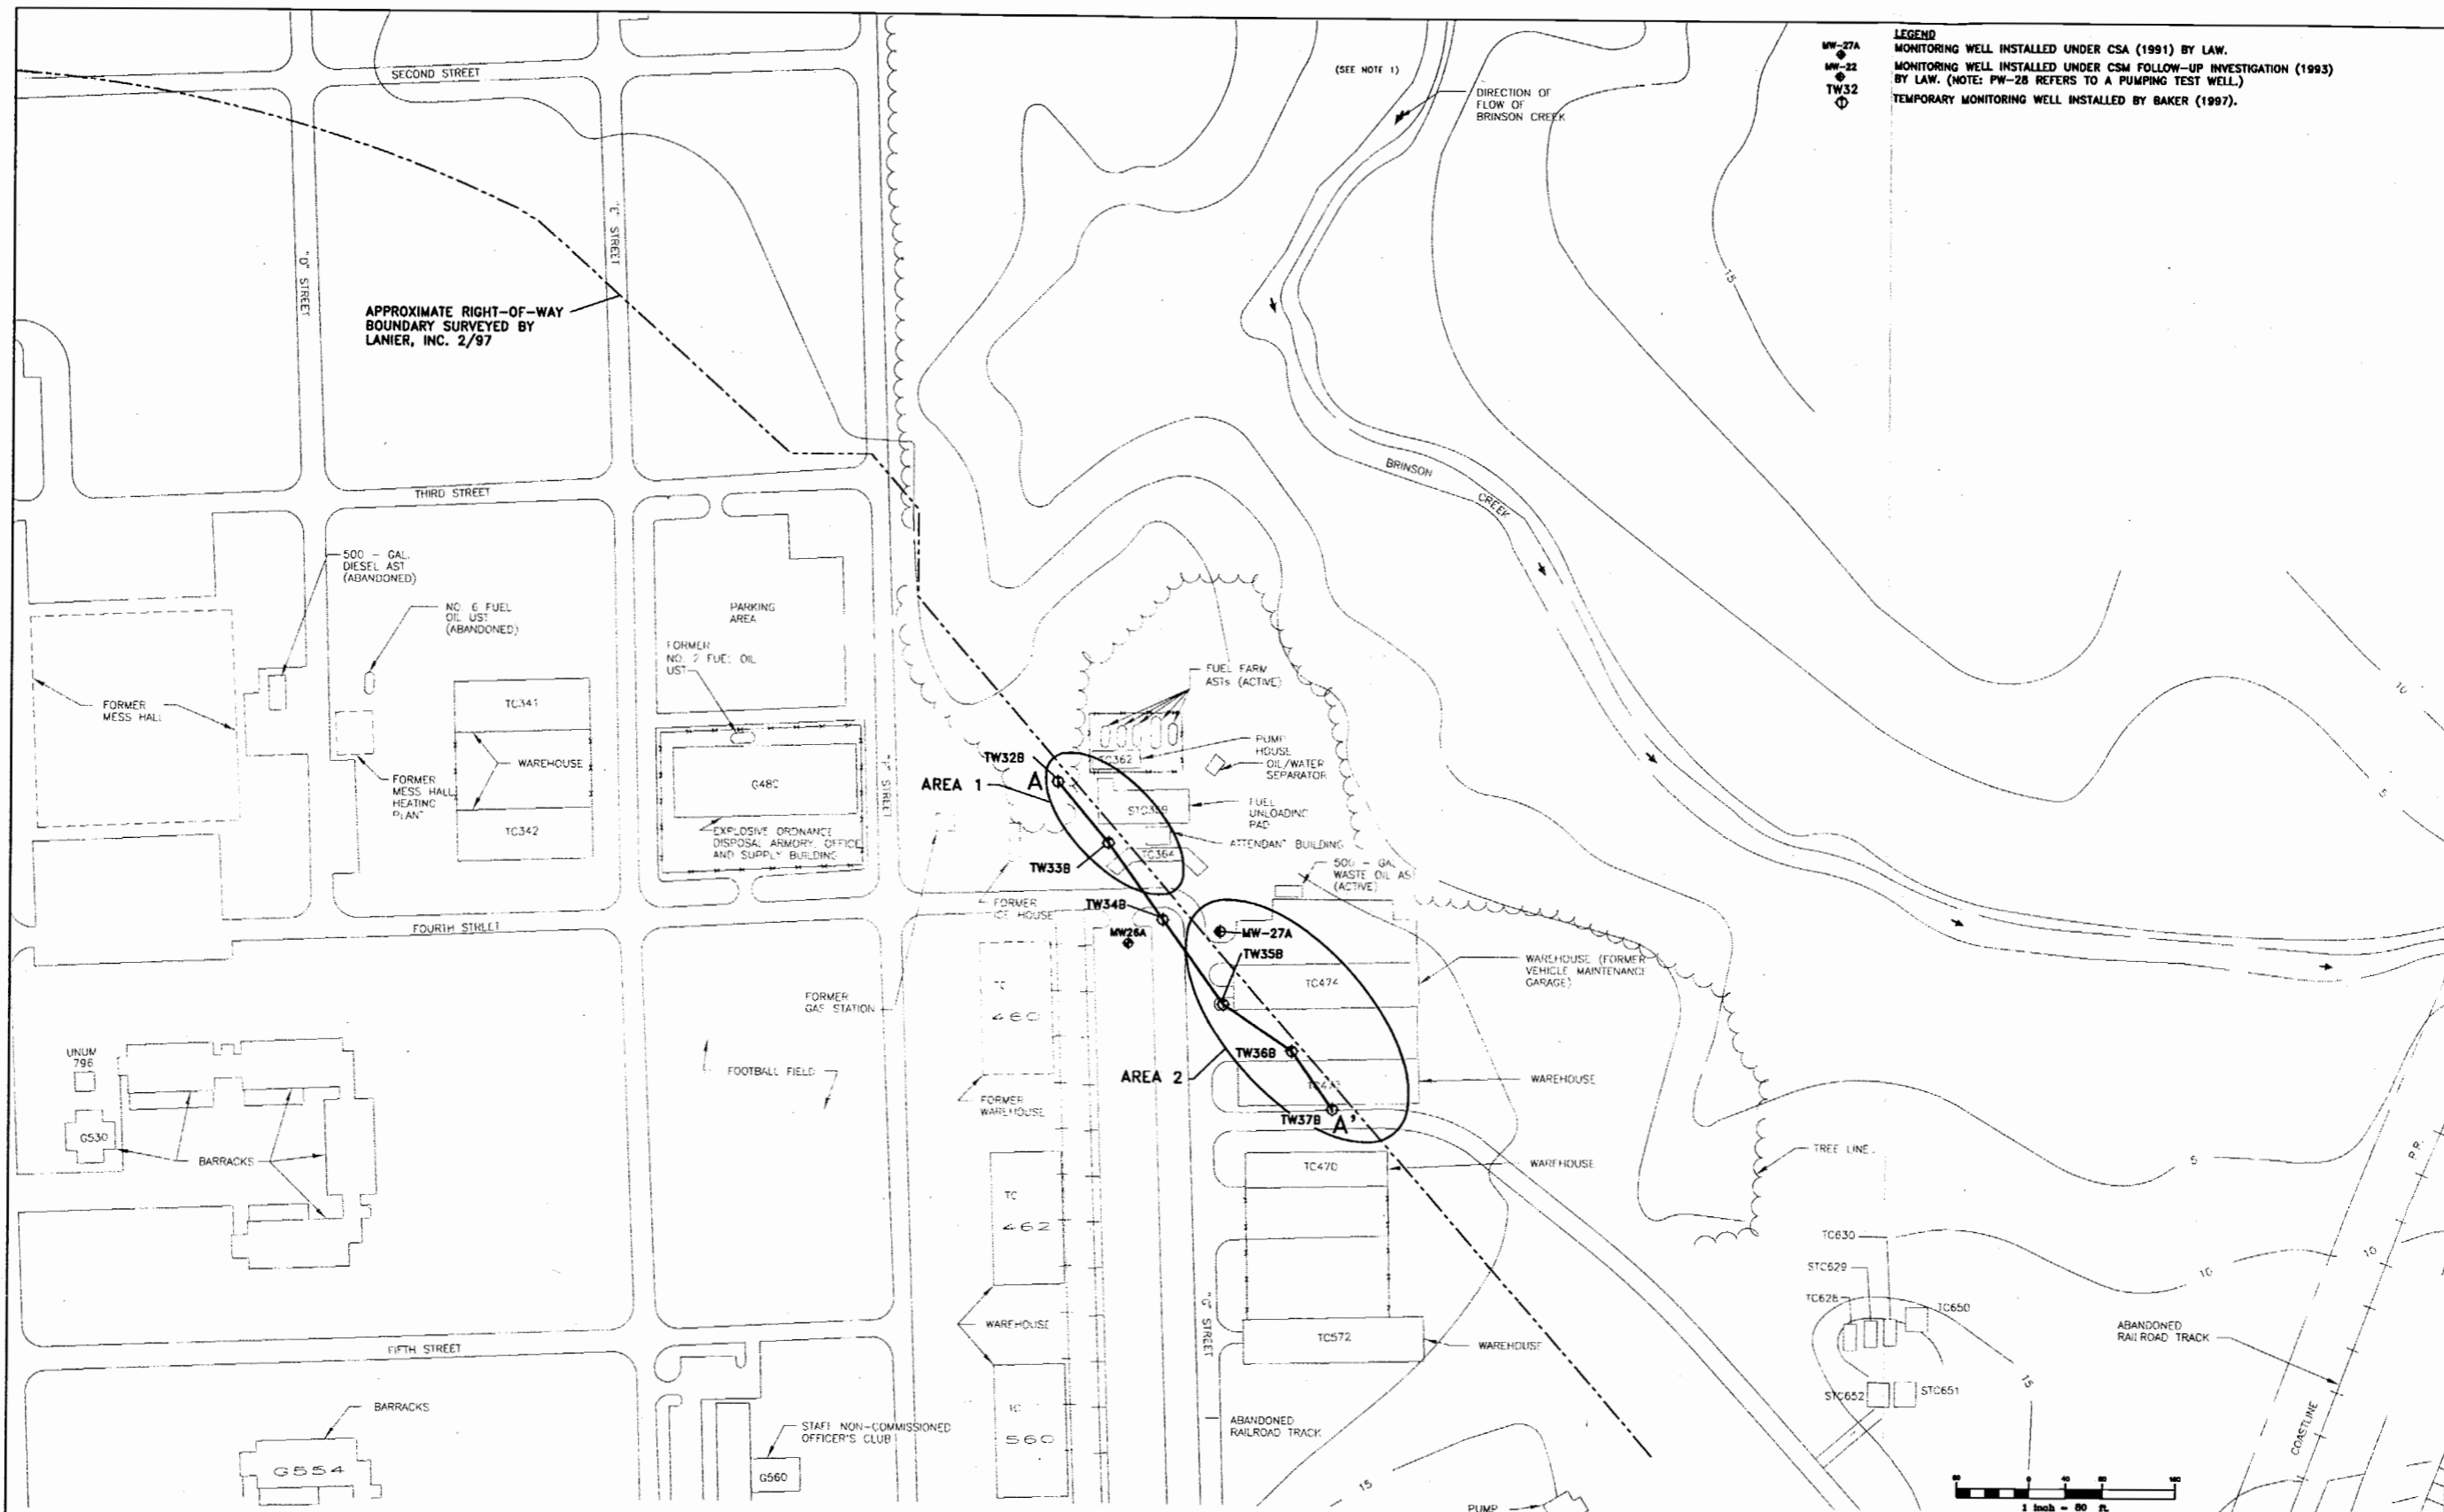 LEGEND
MW-27A
MONITORING WELL INSTALLED UNDER CSA (1991) BY LAW.
MW-22
MONITORING WELL INSTALLED UNDER CSM FOLLOW-UP INVESTIGATION (1993)
BY LAW. (NOTE: PW-28 REFERS TO A PUMPING TEST WELL.)
TW32
TEMPORARY MONITORING WELL INSTALLED BY BAKER (1997).
(SEE NOTE 1)
DIRECTION OF
FLOW OF
BRINSON CREEK
SECOND STREET
"D" STREET
"E" STREET
15
APPROXIMATE RIGHT-OF-WAY
BOUNDARY SURVEYED BY
LANIER, INC. 2/97
BRINSON
CREEK
THIRD STREET
500 - GAL.
DIESEL AST
(ABANDONED)
NO. 6 FUEL
OIL UST
(ABANDONED)
PARKING
AREA
FORMER
NO. 2 FUEL OIL
UST
FUEL FARM
ASTs (ACTIVE)
10
5
FORMER
MESS HALL
TC341
WAREHOUSE
TC342
FORMER
MESS HALL
HEATING
PLANT
G480
EXPLOSIVE ORDNANCE
DISPOSAL ARMORY, OFFICE
AND SUPPLY BUILDING
STREET
PUMP
HOUSE
OIL/WATER
SEPARATOR
TC362
TW32B
A
AREA 1
FUEL
UNLOADING
PAD
ATTENDANT BUILDING
TC364
TW33B
500 - GAL
WASTE OIL AST
(ACTIVE)
FORMER
ICE HOUSE
TW34B
MW26A
MW-27A
TW35B
FOURTH STREET
WAREHOUSE (FORMER
VEHICLE MAINTENANCE
GARAGE)
TC474
FORMER
GAS STATION
460
UNUM
796
FOOTBALL FIELD
TW36B
AREA 2
WAREHOUSE
FORMER
WAREHOUSE
TW37B
A'
G530
BARRACKS
TC470
WAREHOUSE
TREE LINE
5
R.R.
TC
462
TC630
STC629
TC628
TC650
10
10
"G" STREET
WAREHOUSE
TC572
WAREHOUSE
ABANDONED
RAILROAD TRACK
FIFTH STREET
15
STC652
STC651
BARRACKS
STAFF NON-COMMISSIONED
OFFICER'S CLUB
ABANDONED
RAILROAD TRACK
COASTLINE
560
G554
G560
15
PUMP
1 inch = 80 ft.